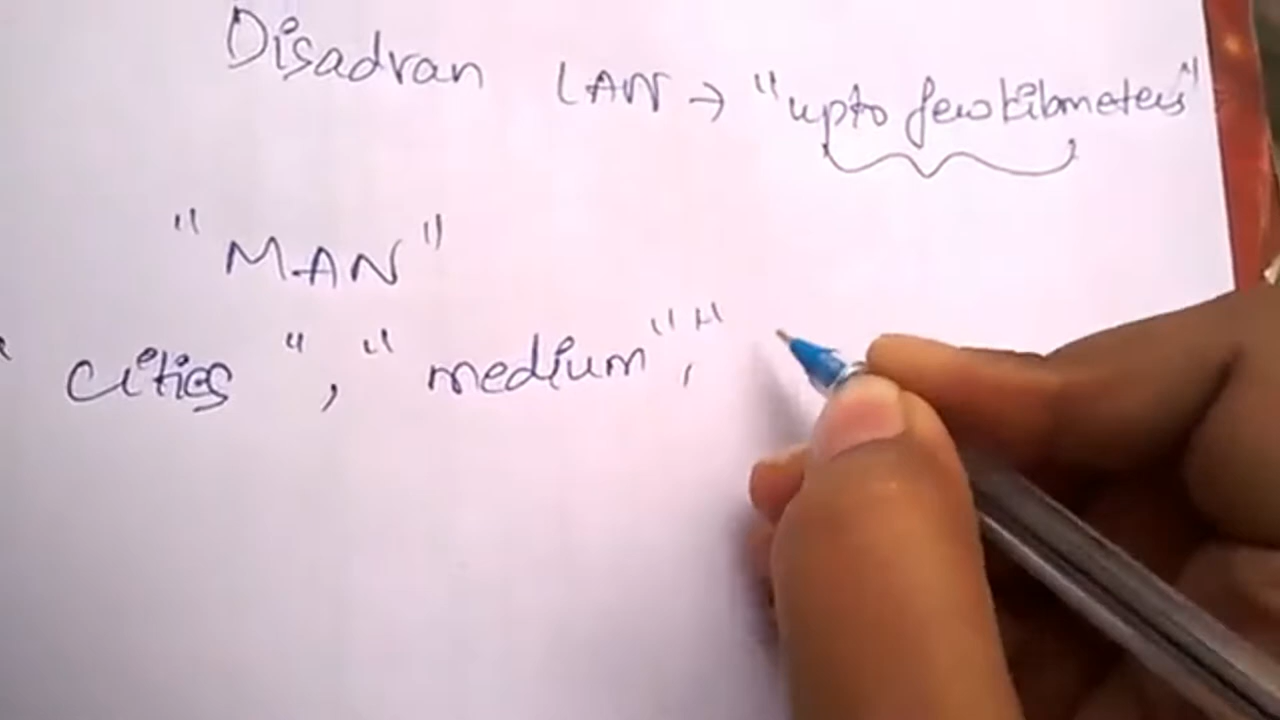 Disadvan LAN → "upto few kilometers"
"MAN"
" cities ", "medium", "